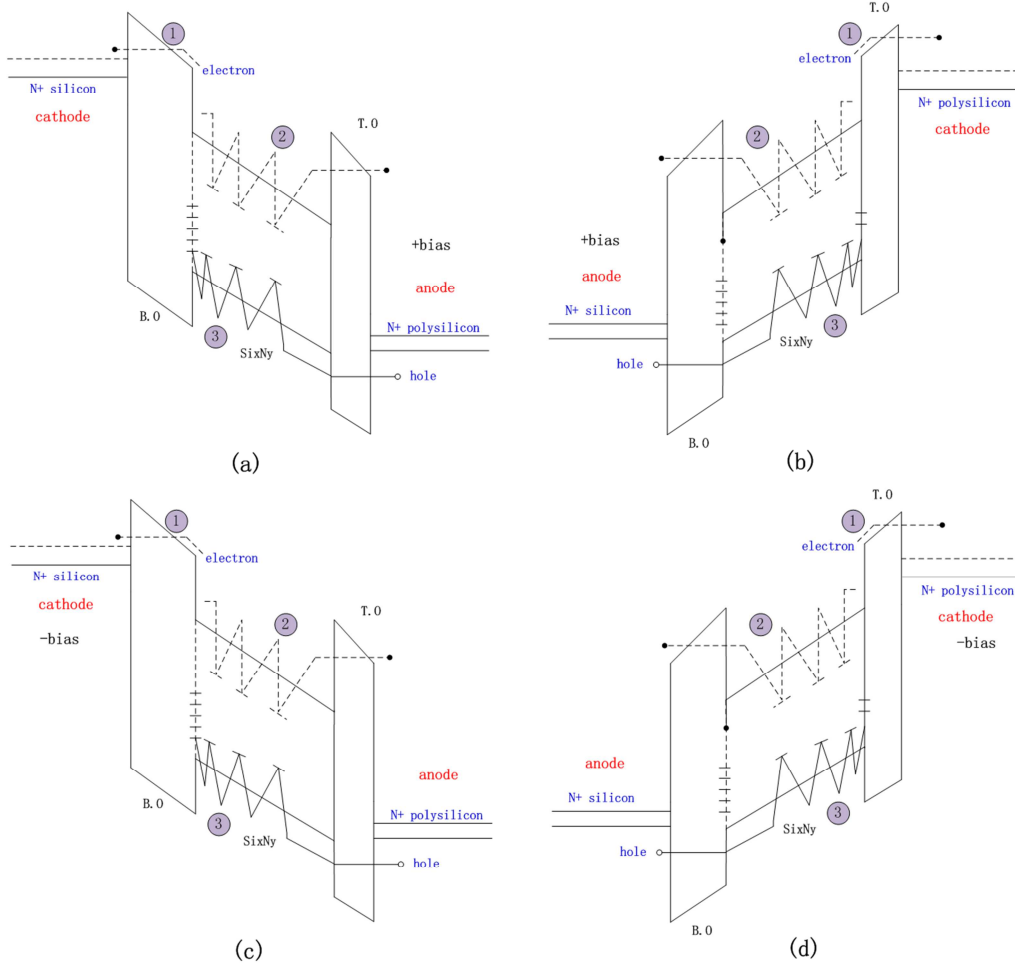 T.O
1
1
electron
electron
N+ silicon
N+ polysilicon
cathode
T.O
cathode
2
2
+bias
+bias
anode
anode
N+ silicon
B.O
N+ polysilicon
3
SixNy
3
SixNy
hole
hole
B.O
(a)
(b)
T.O
1
1
electron
electron
N+ silicon
N+ polysilicon
cathode
T.O
cathode
-bias
2
2
-bias
anode
anode
N+ silicon
B.O
N+ polysilicon
3
SixNy
3
SixNy
hole
hole
B.O
(c)
(d)